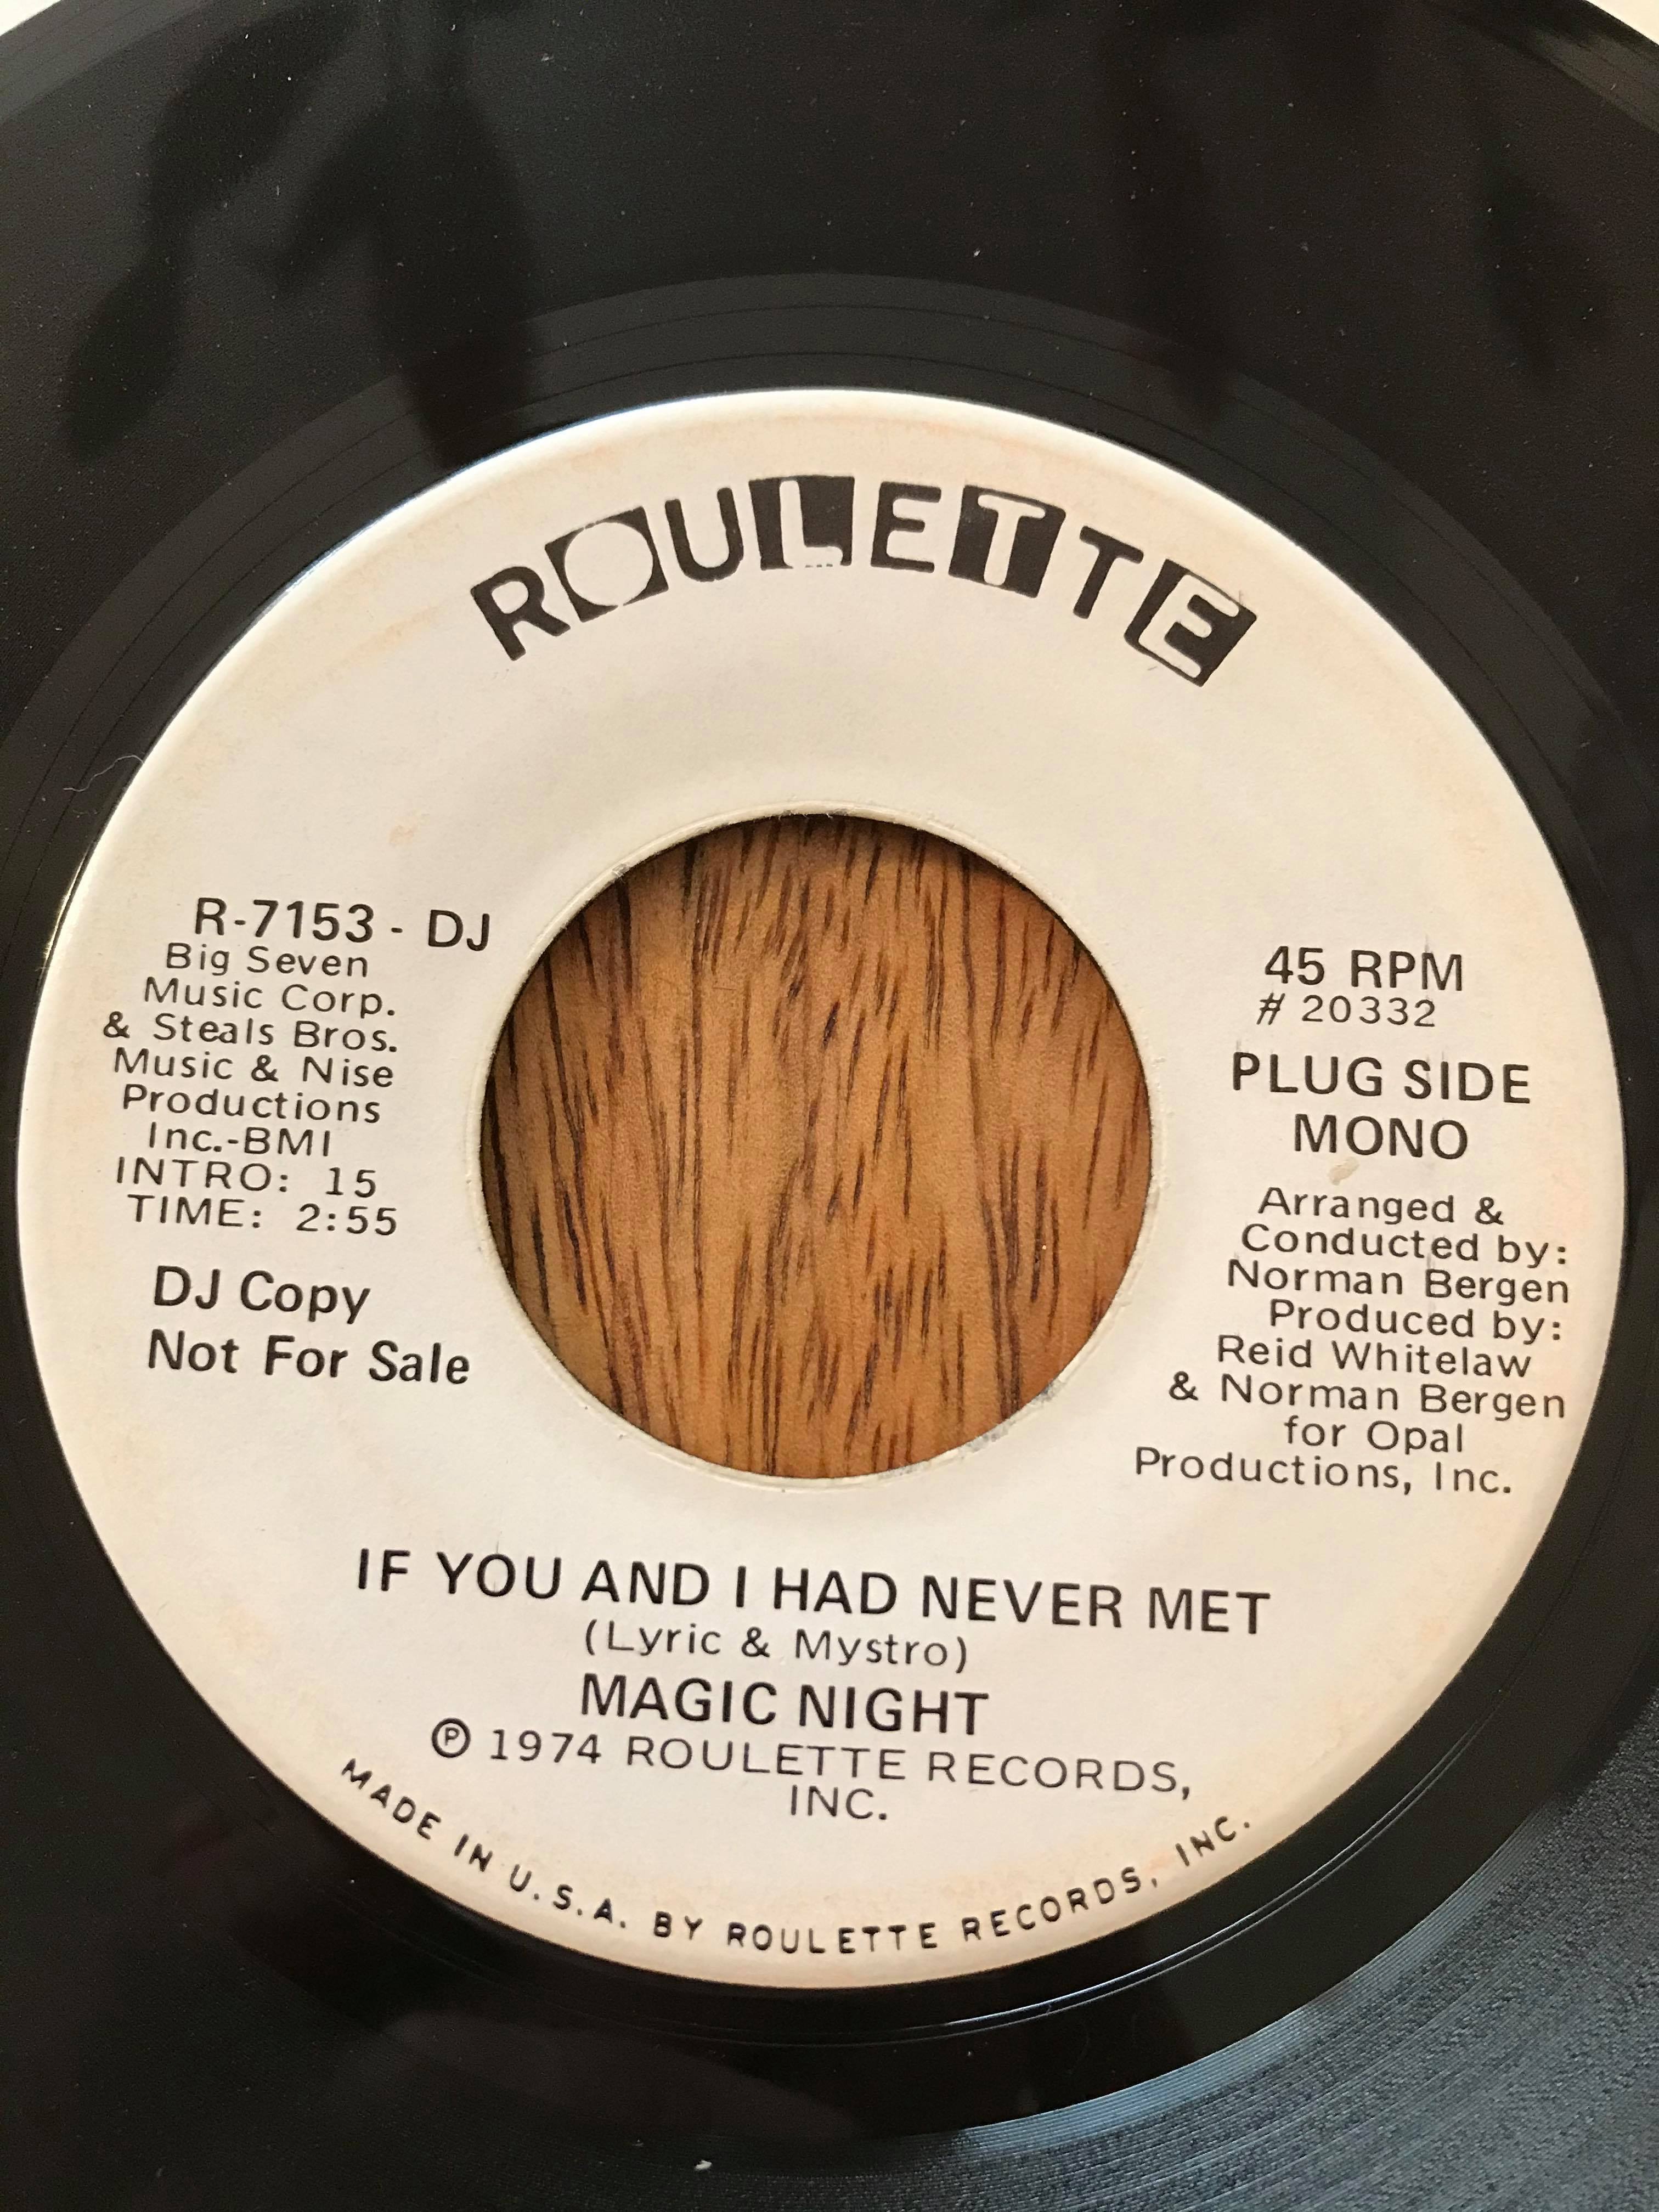 ROULETTE
R-7153 - DJ
Big Seven
Music Corp.
& Steals Bros.
Music & Nise
Productions
Inc.-BMI
INTRO: 15
TIME: 2:55
DJ Copy
Not For Sale
45 RPM
# 20332
PLUG SIDE
MONO
Arranged &
Conducted by:
Norman Bergen
Produced by:
Reid Whitelaw
& Norman Bergen
for Opal
Productions, Inc.
IF YOU AND I HAD NEVER MET
(Lyric & Mystro)
MAGIC NIGHT
℗ 1974 ROULETTE RECORDS,
INC.
MADE IN U.S.A. BY ROULETTE RECORDS, INC.